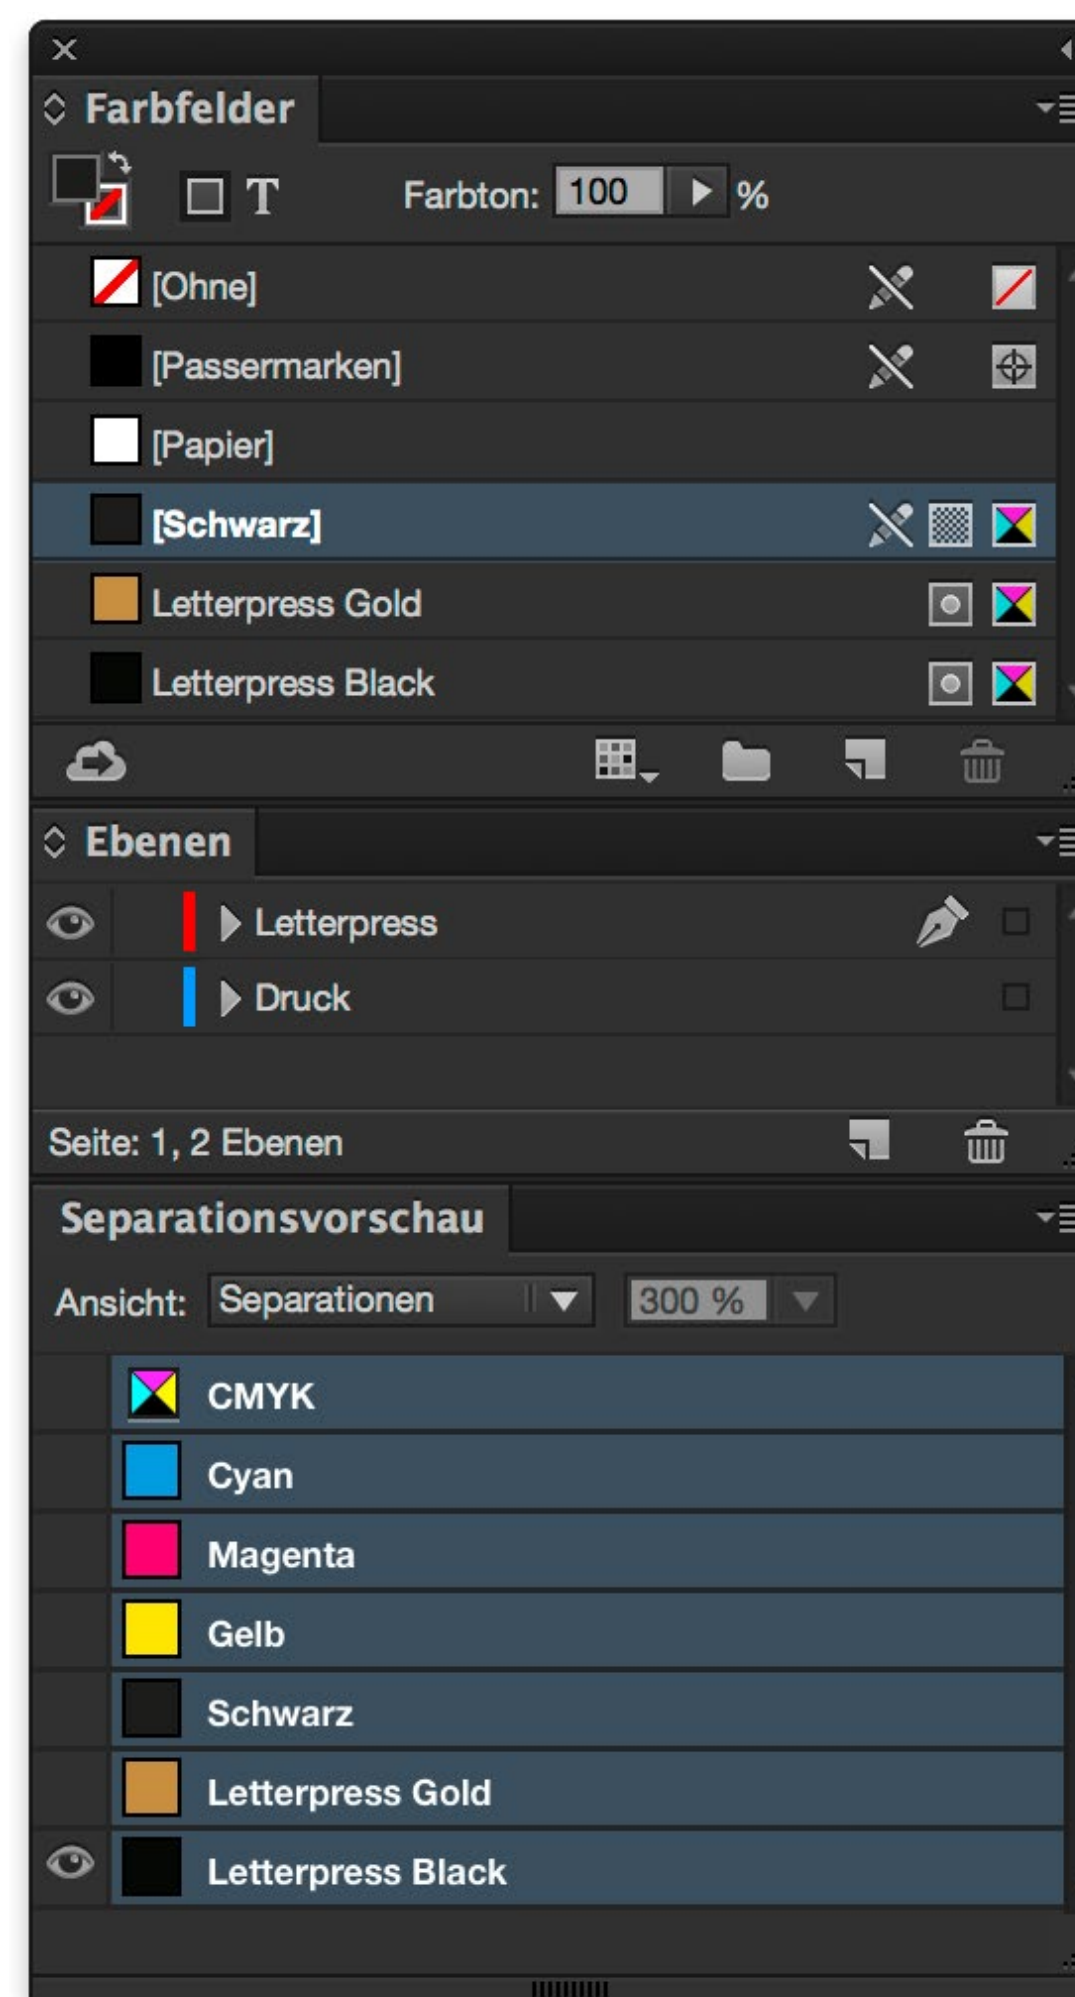 Farbfelder
T Farbton: 100 %
[Ohne]
[Passermarken]
[Papier]
[Schwarz]
Letterpress Gold
Letterpress Black
Ebenen
Letterpress
Druck
Seite: 1, 2 Ebenen
Separationsvorschau
Ansicht: Separationen 300 %
CMYK
Cyan
Magenta
Gelb
Schwarz
Letterpress Gold
Letterpress Black